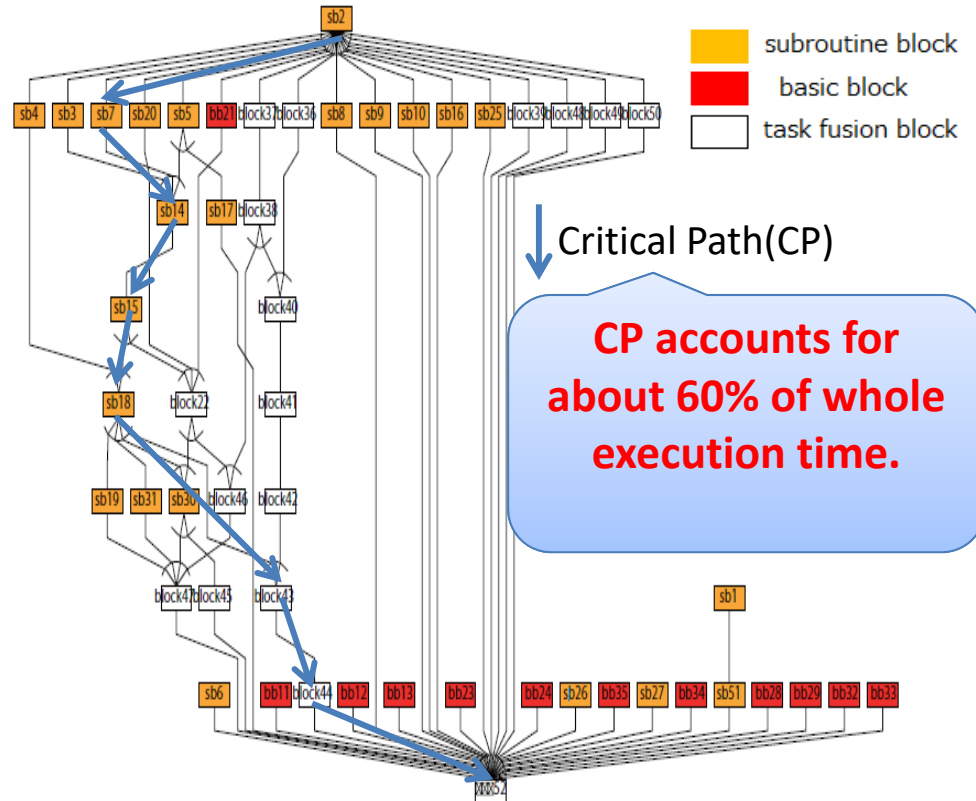 sb2
subroutine block
basic block
task fusion block
sb4
sb3
sb7
sb20
sb5
bb21
block37
block36
sb8
sb9
sb10
sb16
sb25
block39
block48
block49
block50
sb14
sb17
block38
Critical Path(CP)
sb15
block40
CP accounts for
about 60% of whole
execution time.
sb18
block22
block41
sb19
sb31
sb30
block46
block42
block47
block45
block43
sb1
sb6
bb11
block44
bb12
bb13
bb23
bb24
sb26
bb35
sb27
bb34
sb51
bb28
bb29
bb32
bb33